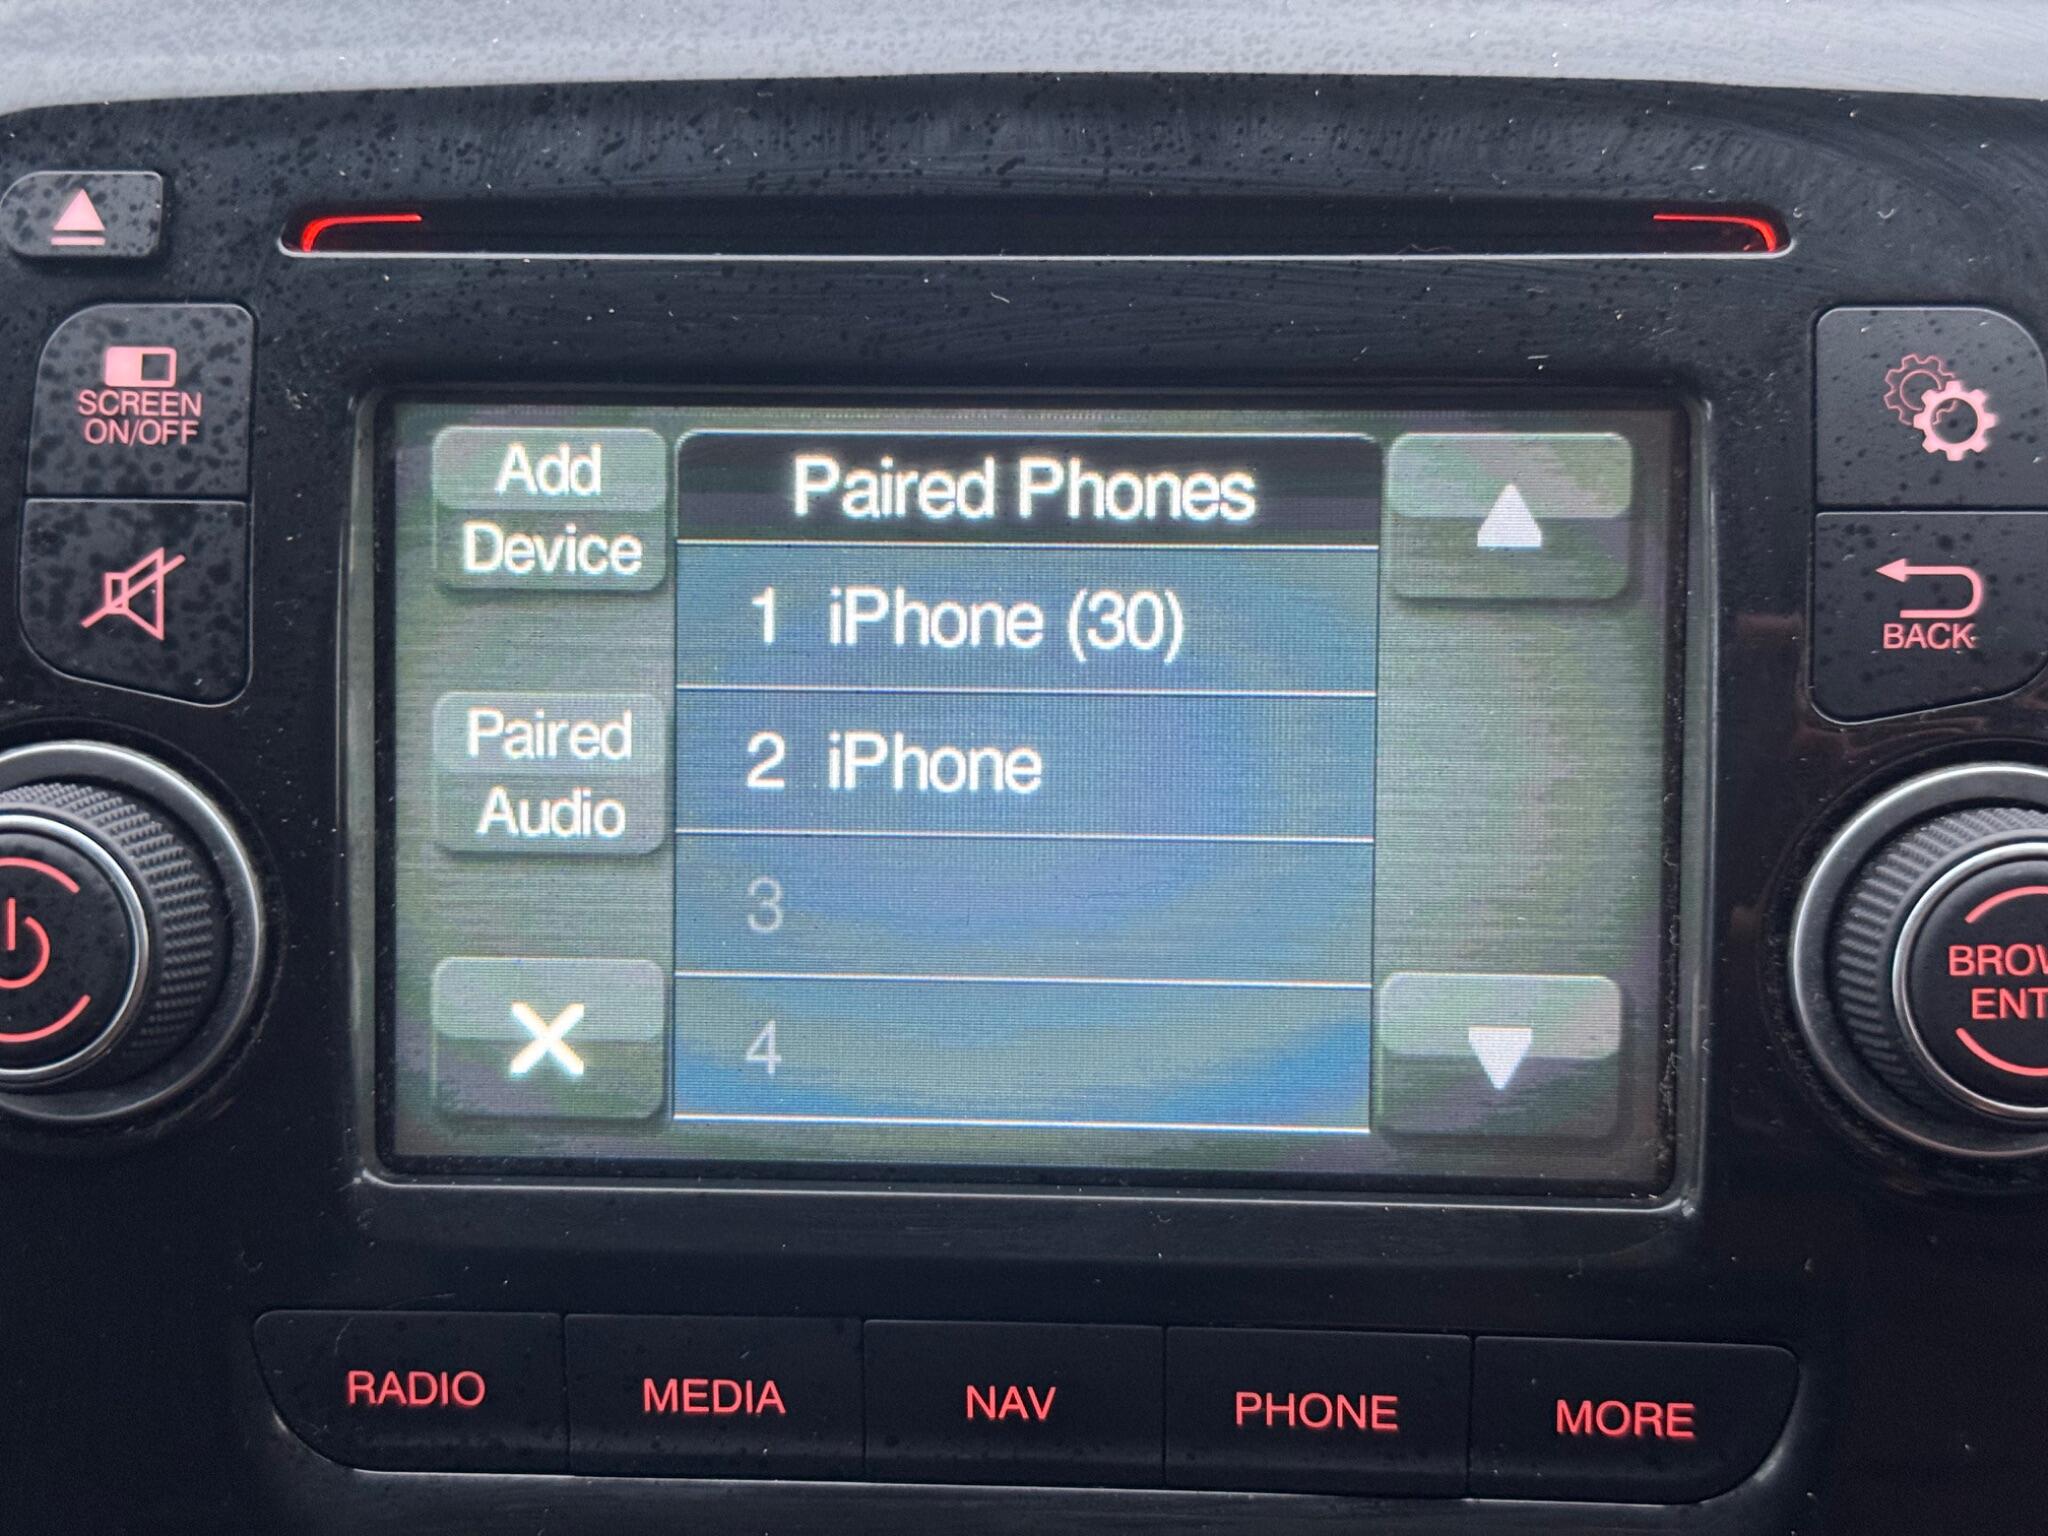 SCREEN
ON/OFF
Add
Device
Paired Phones
1 iPhone (30)
2 iPhone
Paired
Audio
3
4
BACK
RADIO
MEDIA
NAV
PHONE
MORE